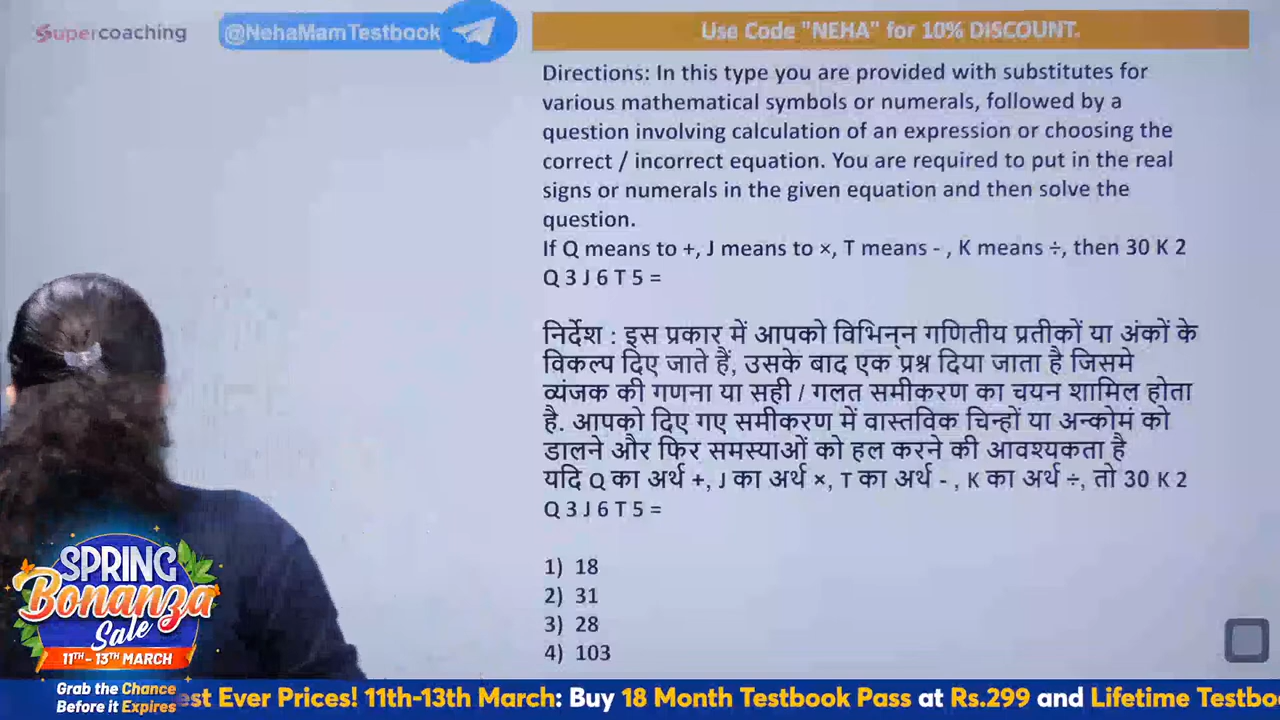 Supercoaching
@NehaMamTestbook
Use Code "NEHA" for 10% DISCOUNT.
Directions: In this type you are provided with substitutes for
various mathematical symbols or numerals, followed by a
question involving calculation of an expression or choosing the
correct / incorrect equation. You are required to put in the real
signs or numerals in the given equation and then solve the
question.
If Q means to +, J means to ×, T means - , K means ÷, then 30 K 2
Q 3 J 6 T 5 =
निर्देश : इस प्रकार में आपको विभिन्न गणितीय प्रतीकों या अंकों के
विकल्प दिए जाते हैं, उसके बाद एक प्रश्न दिया जाता है जिसमे
व्यंजक की गणना या सही / गलत समीकरण का चयन शामिल होता
है. आपको दिए गए समीकरण में वास्तविक चिन्हों या अन्कोमं को
डालने और फिर समस्याओं को हल करने की आवश्यकता है
यदि Q का अर्थ +, J का अर्थ ×, T का अर्थ - , K का अर्थ ÷, तो 30 K 2
Q 3 J 6 T 5 =
1) 18
2) 31
3) 28
4) 103
SPRING
Bonanza
Sale
11TH - 13TH MARCH
Grab the Chance
Before it Expires
est Ever Prices! 11th-13th March: Buy 18 Month Testbook Pass at Rs.299 and Lifetime Testbo